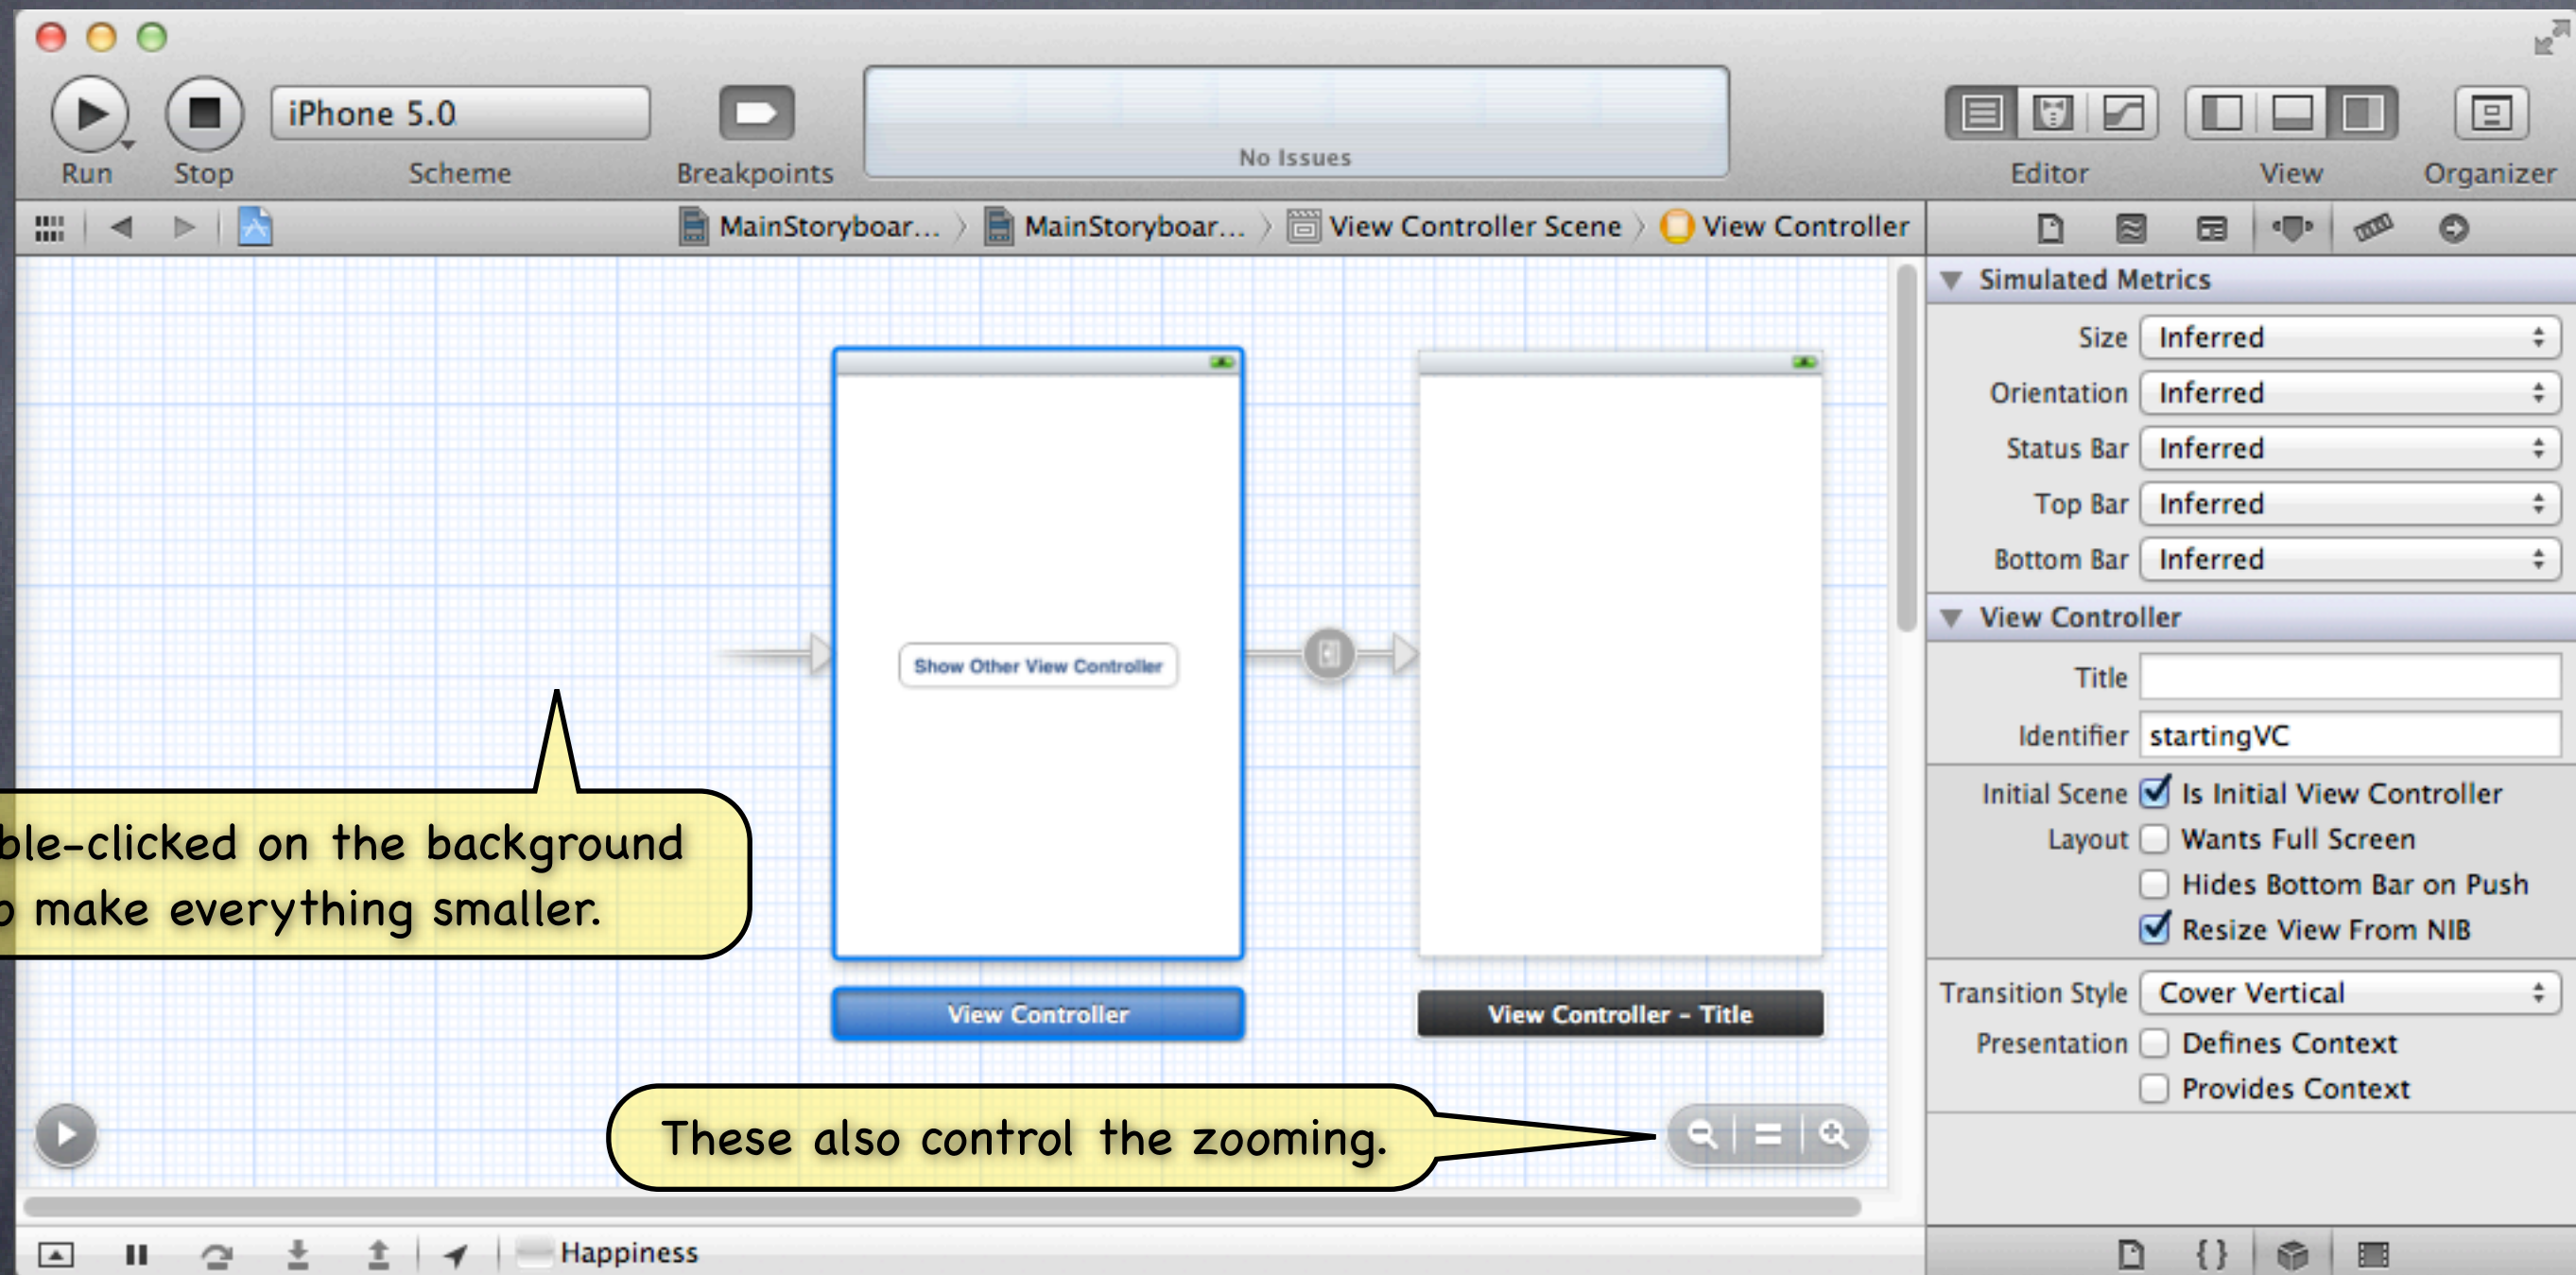 iPhone 5.0
No Issues
Run
Stop
Scheme
Breakpoints
Editor
View
Organizer
MainStoryboar...
MainStoryboar...
View Controller Scene
View Controller
Simulated Metrics
Size Inferred
Orientation Inferred
Status Bar Inferred
Top Bar Inferred
Bottom Bar Inferred
View Controller
Title
Identifier startingVC
Initial Scene Is Initial View Controller
Layout Wants Full Screen
Hides Bottom Bar on Push
Resize View From NIB
Transition Style Cover Vertical
Presentation Defines Context
Provides Context
Show Other View Controller
ble-clicked on the background
make everything smaller.
View Controller
View Controller - Title
These also control the zooming.
Happiness